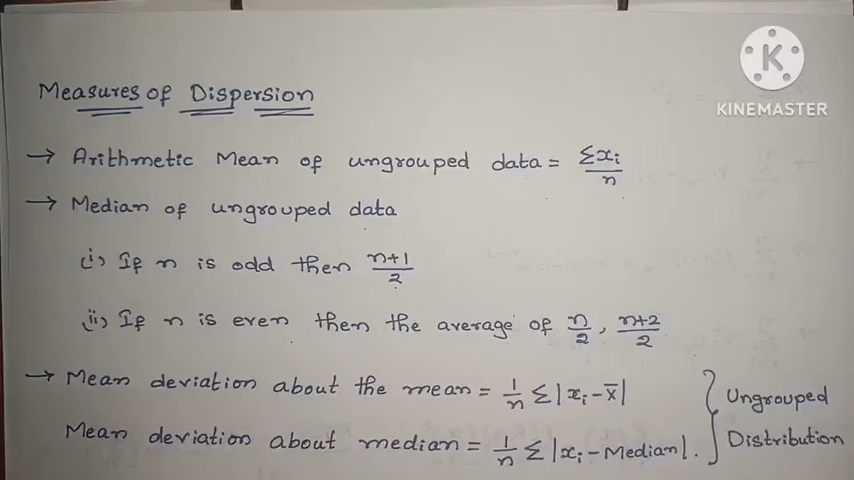 K
KINEMASTER
Measures of Dispersion
→ Arithmetic Mean of ungrouped data = Σxᵢ/n
→ Median of ungrouped data
(i) If n is odd then n+1/2
(ii) If n is even then the average of n/2, n+2/2
→ Mean deviation about the mean = 1/n Σ|xᵢ - x̄|
Mean deviation about median = 1/n Σ|xᵢ - Median|.
} Ungrouped
Distribution